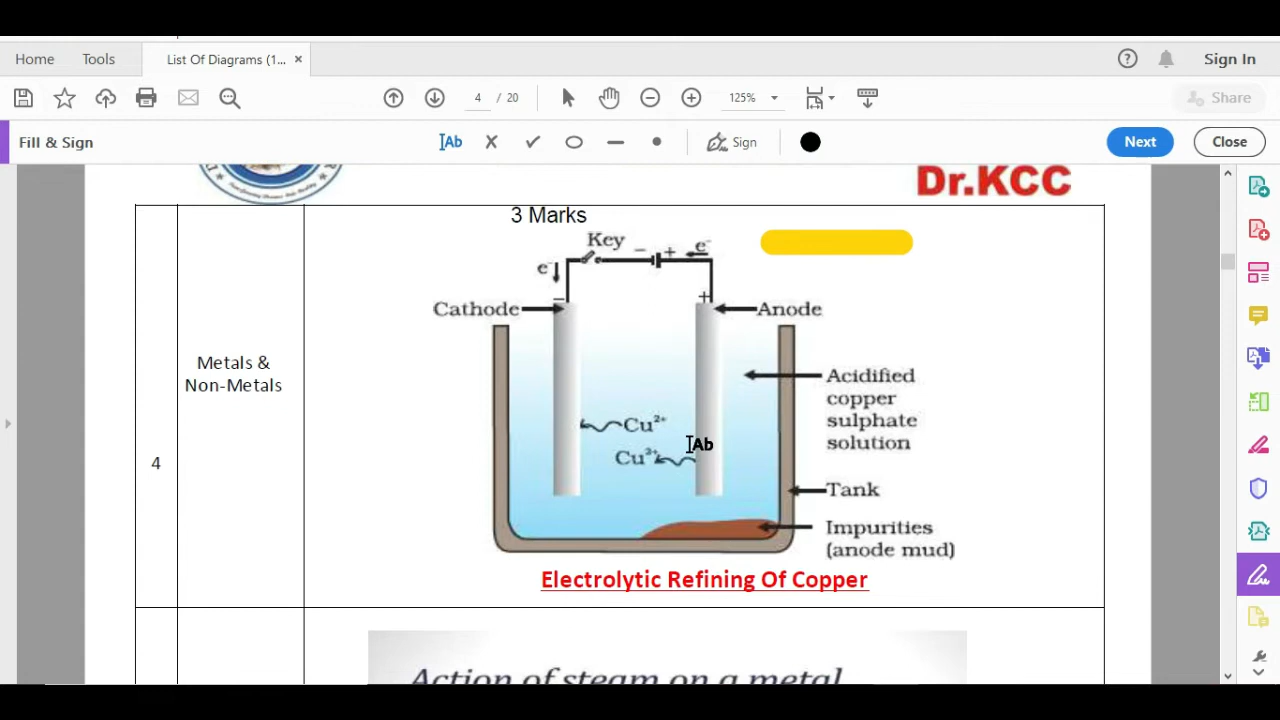 Home
Tools
List Of Diagrams (1...
Sign In
4 / 20
125%
Share
Fill & Sign
Ab
Sign
Next
Close
Dr.KCC
3 Marks
Key
− + e⁻
e⁻
− +
Cathode
Anode
Metals &
Non-Metals
Acidified
copper
sulphate
solution
Cu²⁺
Ab
Cu²⁺
4
Tank
Impurities
(anode mud)
Electrolytic Refining Of Copper
Action of steam on a metal